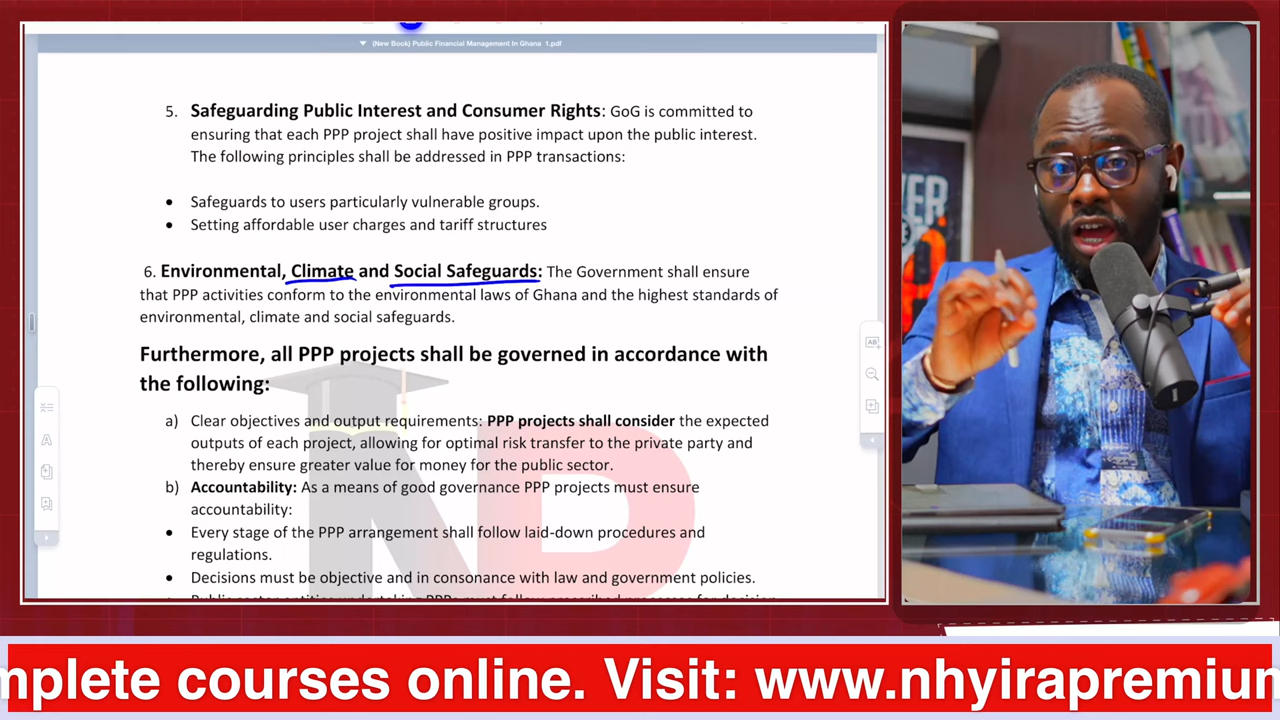 (New Book) Public Financial Management In Ghana 1.pdf
5. Safeguarding Public Interest and Consumer Rights: GoG is committed to
ensuring that each PPP project shall have positive impact upon the public interest.
The following principles shall be addressed in PPP transactions:
• Safeguards to users particularly vulnerable groups.
• Setting affordable user charges and tariff structures
6. Environmental, Climate and Social Safeguards: The Government shall ensure
that PPP activities conform to the environmental laws of Ghana and the highest standards of
environmental, climate and social safeguards.
Furthermore, all PPP projects shall be governed in accordance with
the following:
a) Clear objectives and output requirements: PPP projects shall consider the expected
outputs of each project, allowing for optimal risk transfer to the private party and
thereby ensure greater value for money for the public sector.
b) Accountability: As a means of good governance PPP projects must ensure
accountability:
• Every stage of the PPP arrangement shall follow laid-down procedures and
regulations.
• Decisions must be objective and in consonance with law and government policies.
ND
mplete courses online. Visit: www.nhyirapremium